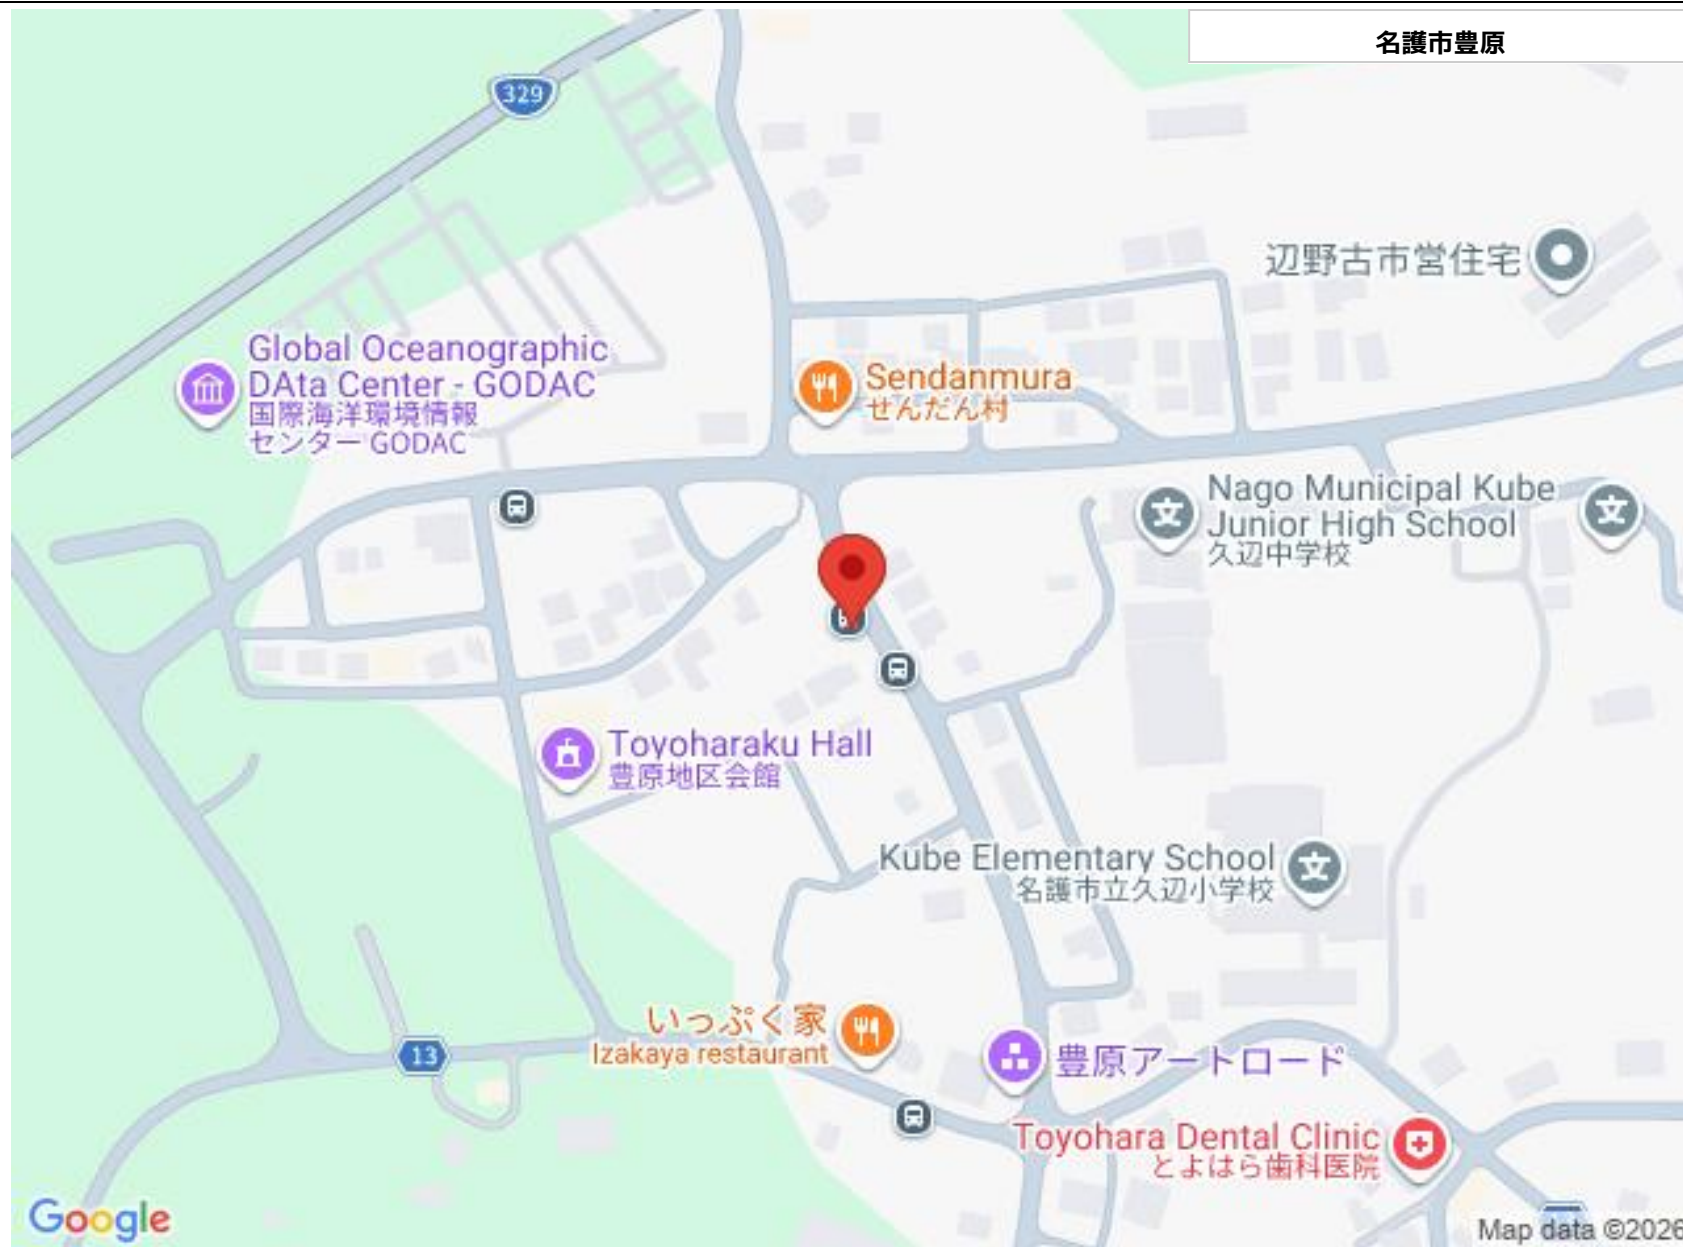 名護市豊原
329
辺野古市営住宅
Global Oceanographic
DAta Center - GODAC
国際海洋環境情報
センター GODAC
Sendanmura
せんだん村
Nago Municipal Kube
Junior High School
久辺中学校
Toyoharaku Hall
豊原地区会館
Kube Elementary School
名護市立久辺小学校
いっぷく家
Izakaya restaurant
13
豊原アートロード
Toyohara Dental Clinic
とよはら歯科医院
Google
Map data ©2026